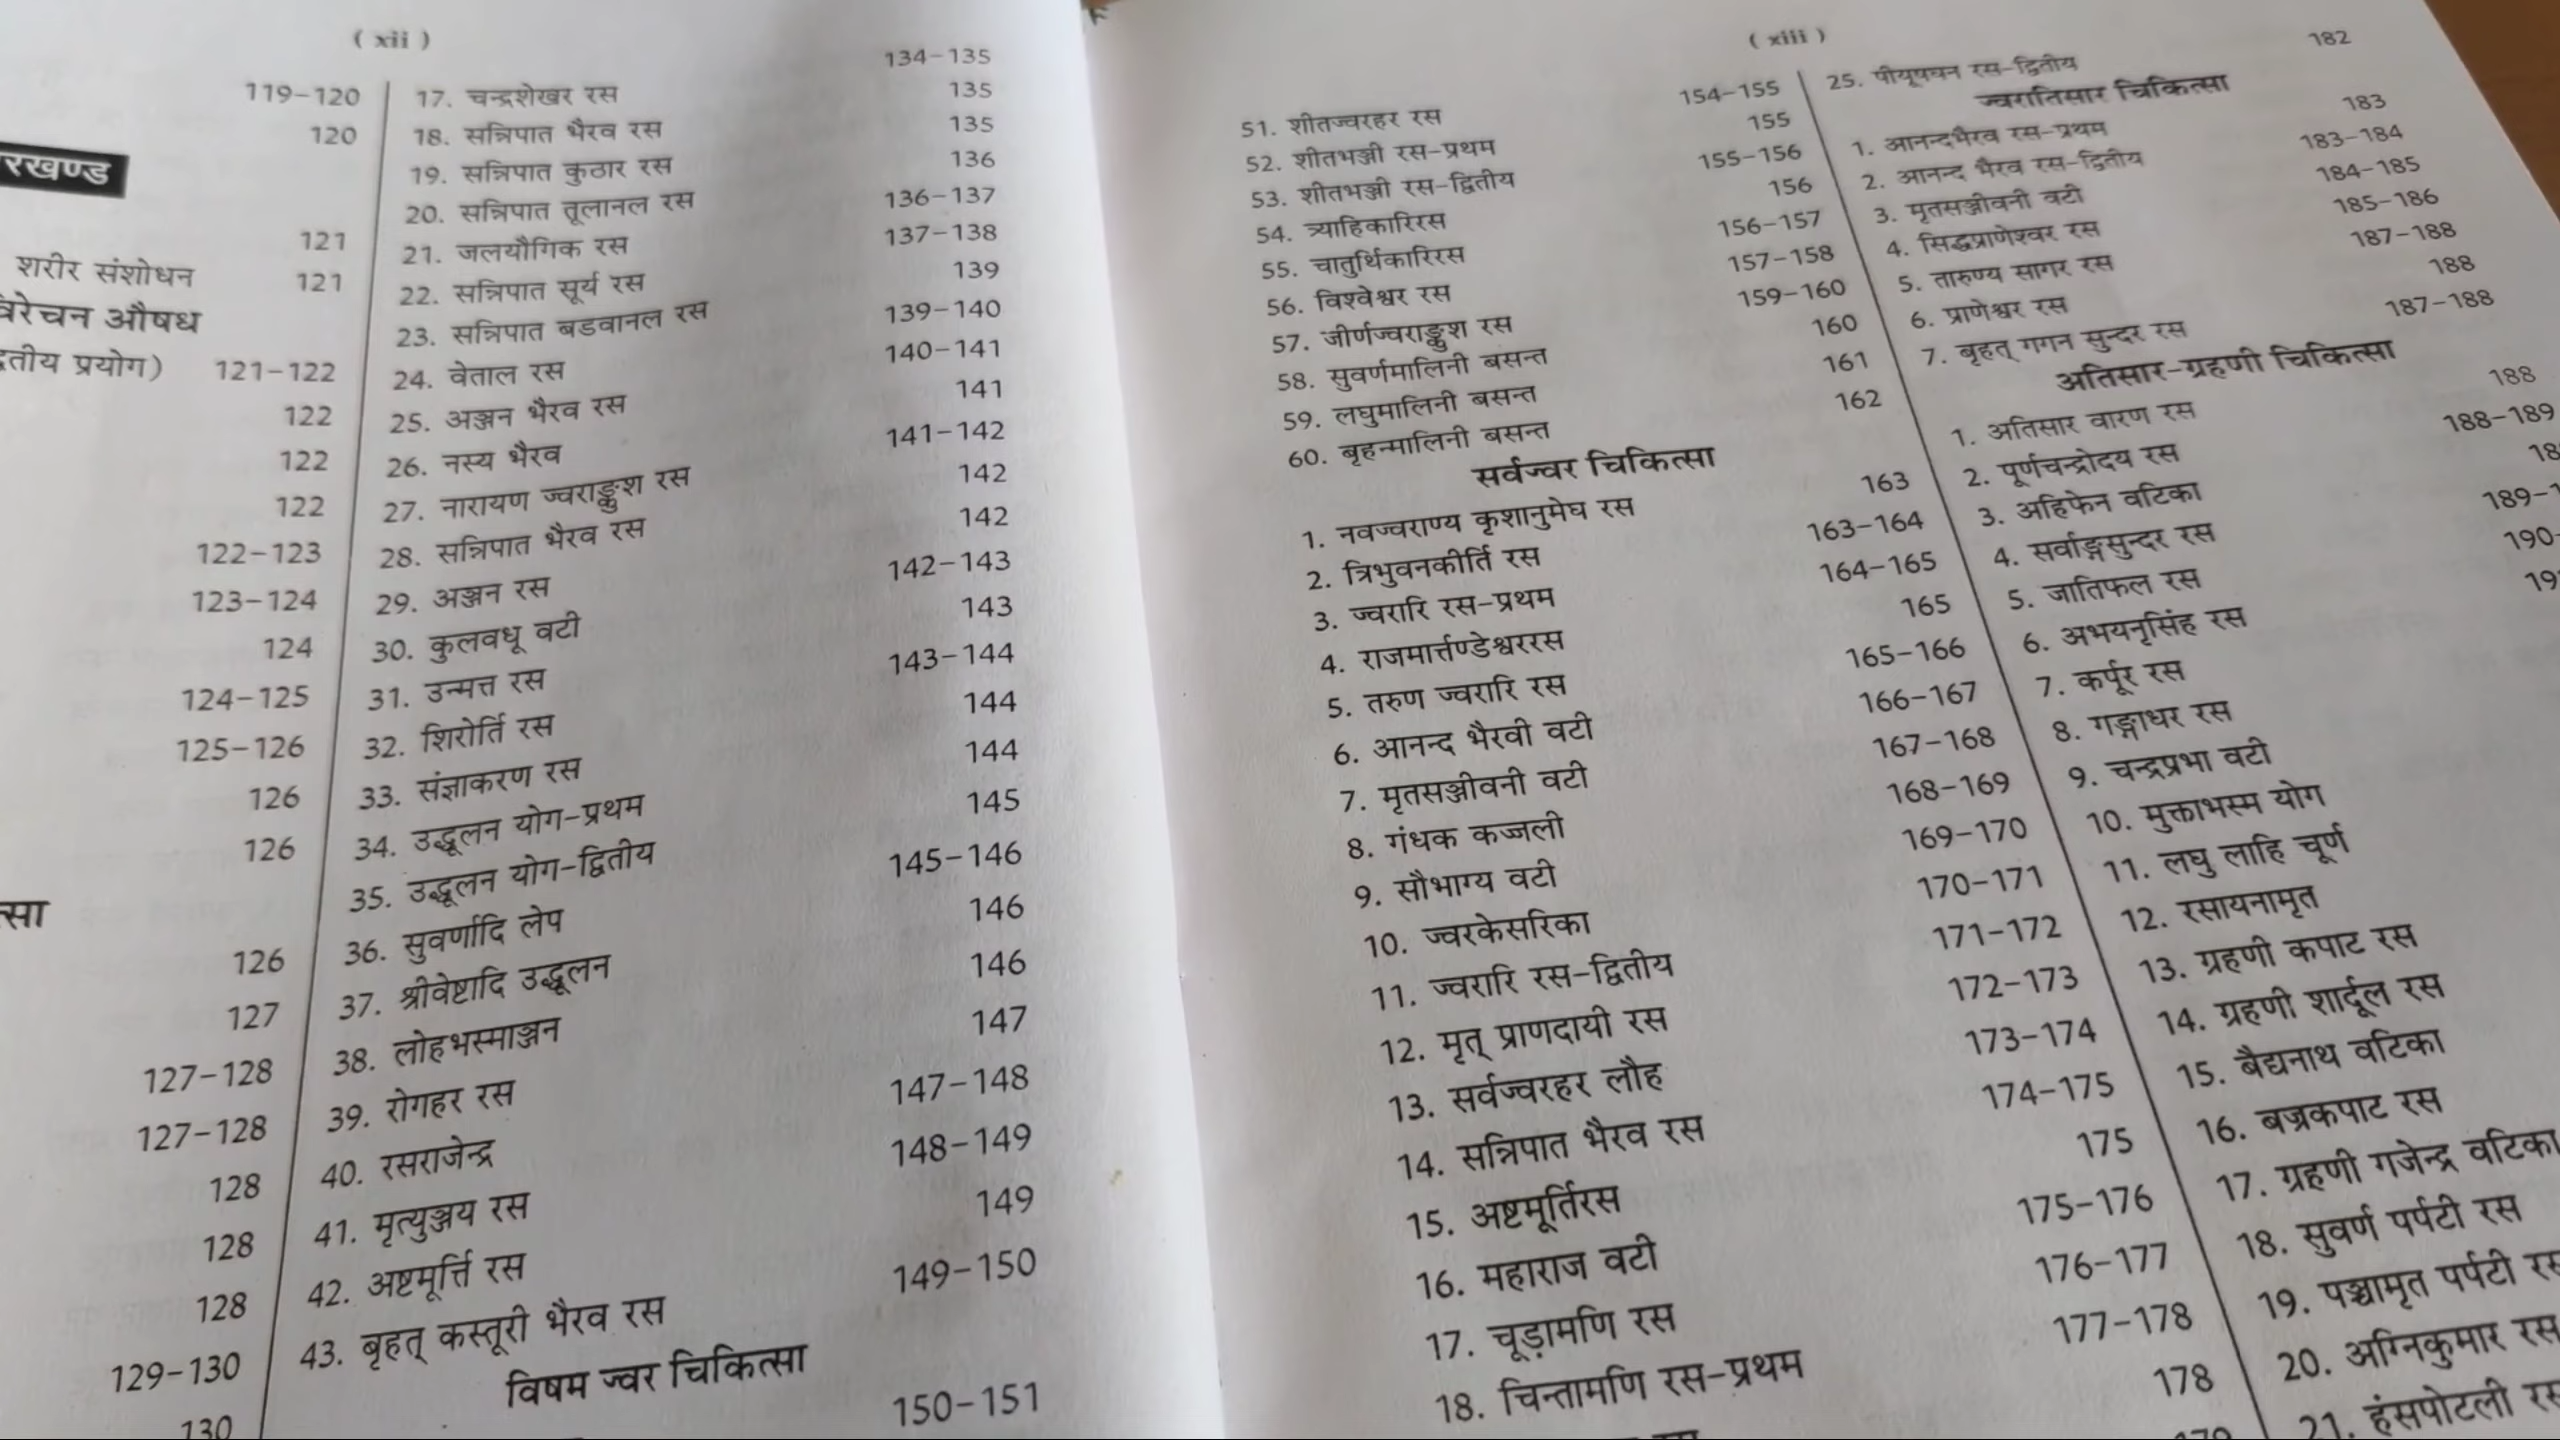 ( xii )
119-120
120
रखण्ड
121
शरीर संशोधन 121
विरेचन औषध
तीय प्रयोग) 121-122
122
122
122
122-123
123-124
124
124-125
125-126
126
126
त्सा
126
127
127-128
127-128
128
128
128
129-130
130
17. चन्द्रशेखर रस 134-135
18. सन्निपात भैरव रस 135
19. सन्निपात कुठार रस 135
20. सन्निपात तूलानल रस 136
21. जलयौगिक रस 136-137
22. सन्निपात सूर्य रस 137-138
23. सन्निपात बडवानल रस 139
24. वेताल रस 139-140
25. अञ्जन भैरव रस 140-141
26. नस्य भैरव 141
27. नारायण ज्वराङ्कुश रस 141-142
28. सन्निपात भैरव रस 142
29. अञ्जन रस 142
30. कुलवधू वटी 142-143
31. उन्मत्त रस 143
32. शिरोर्ति रस 143-144
33. संज्ञाकरण रस 144
34. उद्धूलन योग-प्रथम 144
35. उद्धूलन योग-द्वितीय 145
36. सुवर्णादि लेप 145-146
37. श्रीवेष्टादि उद्धूलन 146
38. लोहभस्माञ्जन 146
39. रोगहर रस 147
40. रसराजेन्द्र 147-148
41. मृत्युञ्जय रस 148-149
42. अष्टमूर्त्ति रस 149
43. बृहत् कस्तूरी भैरव रस 149-150
विषम ज्वर चिकित्सा
150-151
( xiii )
51. शीतज्वरहर रस 154-155
52. शीतभञ्जी रस-प्रथम 155
53. शीतभञ्जी रस-द्वितीय 155-156
54. त्र्याहिकारिरस 156
55. चातुर्थिकारिरस 156-157
56. विश्वेश्वर रस 157-158
57. जीर्णज्वराङ्कुश रस 159-160
58. सुवर्णमालिनी बसन्त 160
59. लघुमालिनी बसन्त 161
60. बृहन्मालिनी बसन्त 162
सर्वज्वर चिकित्सा
1. नवज्वराण्य कृशानुमेघ रस 163
2. त्रिभुवनकीर्ति रस 163-164
3. ज्वरारि रस-प्रथम 164-165
4. राजमार्त्तण्डेश्वररस 165
5. तरुण ज्वरारि रस 165-166
6. आनन्द भैरवी वटी 166-167
7. मृतसञ्जीवनी वटी 167-168
8. गंधक कज्जली 168-169
9. सौभाग्य वटी 169-170
10. ज्वरकेसरिका 170-171
11. ज्वरारि रस-द्वितीय 171-172
12. मृत् प्राणदायी रस 172-173
13. सर्वज्वरहर लौह 173-174
14. सन्निपात भैरव रस 174-175
15. अष्टमूर्तिरस 175
16. महाराज वटी 175-176
17. चूड़ामणि रस 176-177
18. चिन्तामणि रस-प्रथम 177-178
178
25. पीयूषघन रस-द्वितीय 182
ज्वरातिसार चिकित्सा
1. आनन्दभैरव रस-प्रथम 183
2. आनन्द भैरव रस-द्वितीय 183-184
3. मृतसञ्जीवनी वटी 184-185
4. सिद्धप्राणेश्वर रस 185-186
5. तारुण्य सागर रस 187-188
6. प्राणेश्वर रस 188
7. बृहत् गगन सुन्दर रस 187-188
अतिसार-ग्रहणी चिकित्सा
1. अतिसार वारण रस 188
2. पूर्णचन्द्रोदय रस 188-189
3. अहिफेन वटिका
4. सर्वाङ्गसुन्दर रस
5. जातिफल रस
6. अभयनृसिंह रस
7. कर्पूर रस
8. गङ्गाधर रस
9. चन्द्रप्रभा वटी
10. मुक्ताभस्म योग
11. लघु लाहि चूर्ण
12. रसायनामृत
13. ग्रहणी कपाट रस
14. ग्रहणी शार्दूल रस
15. बैद्यनाथ वटिका
16. बज्रकपाट रस
17. ग्रहणी गजेन्द्र वटिका
18. सुवर्ण पर्पटी रस
19. पञ्चामृत पर्पटी रस
20. अग्निकुमार रस
21. हंसपोटली रस